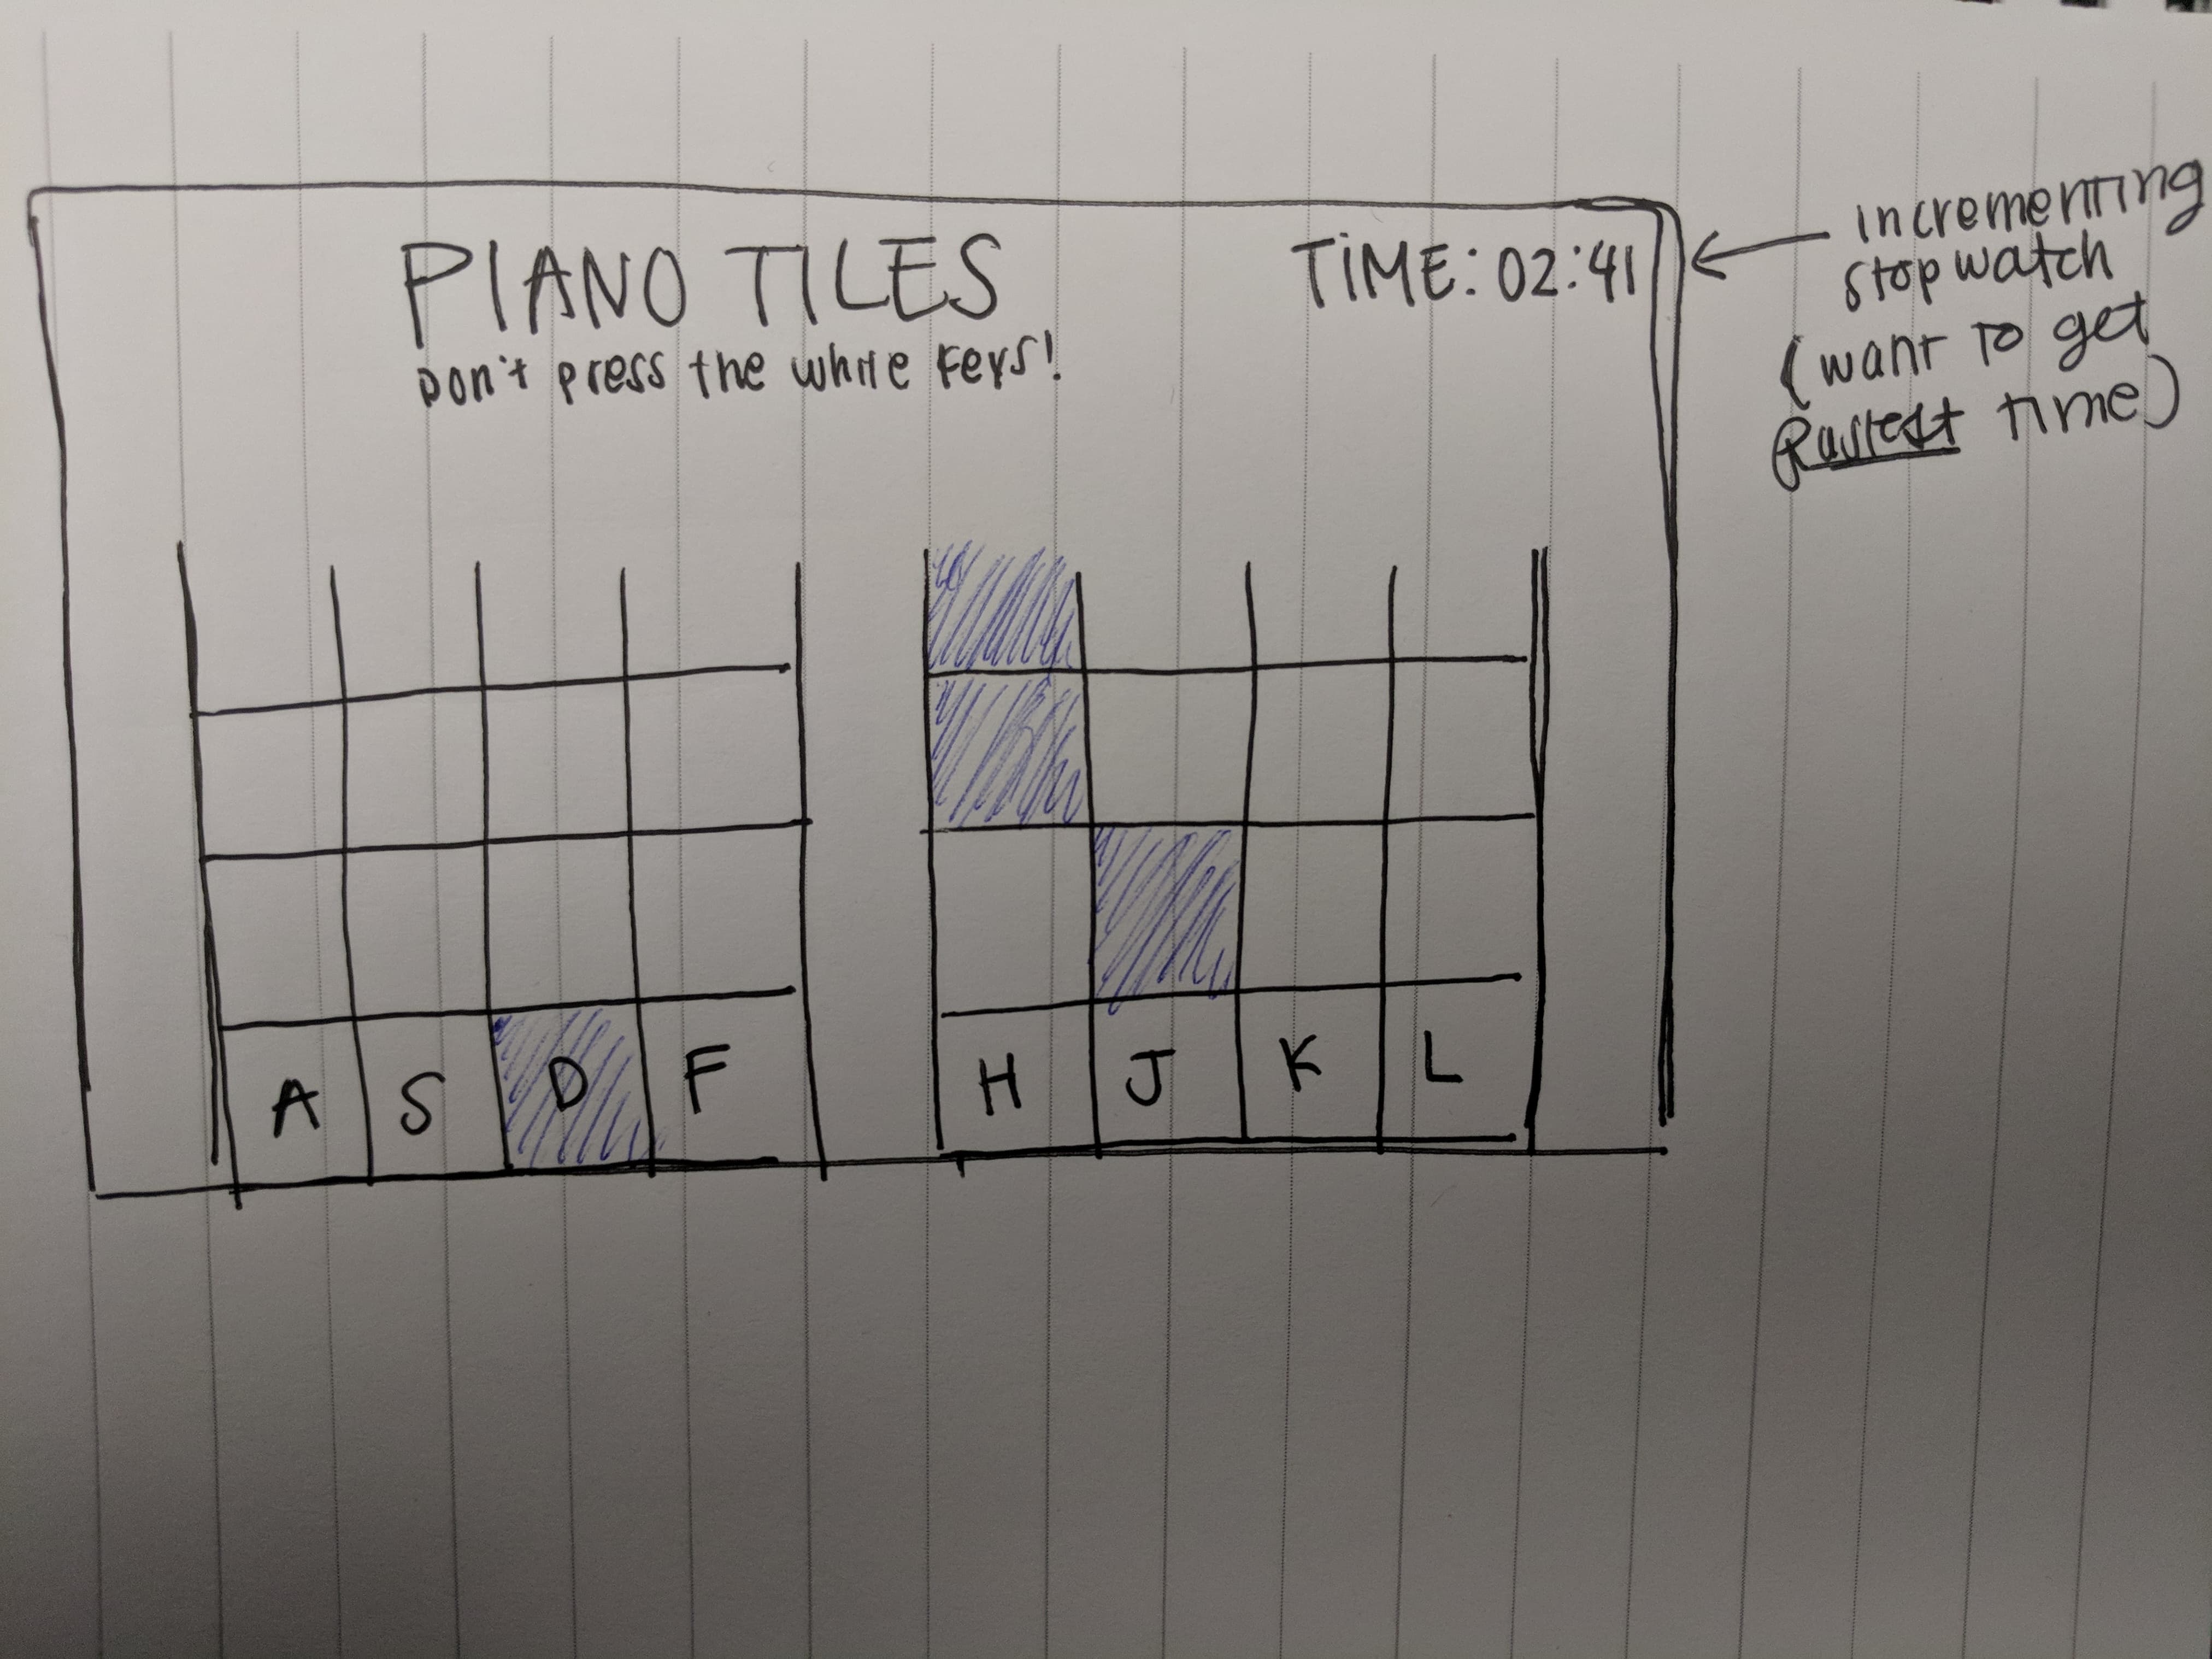 PIANO TILES
Don't press the white keys!
TIME: 02:41
incrementing
stopwatch
(want to get
fastest time)
A S D F H J K L